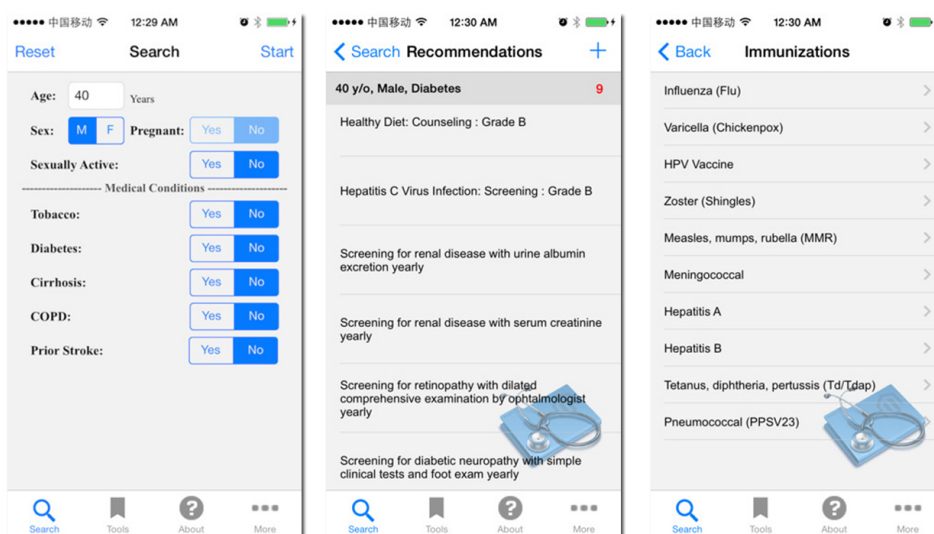 中国移动 12:29 AM
Reset Search Start
Age: 40 Years
Sex: M F Pregnant: Yes No
Sexually Active: Yes No
-------------------- Medical Conditions --------------------
Tobacco: Yes No
Diabetes: Yes No
Cirrhosis: Yes No
COPD: Yes No
Prior Stroke: Yes No
Search Tools About More
中国移动 12:30 AM
Search Recommendations +
40 y/o, Male, Diabetes 9
Healthy Diet: Counseling : Grade B
Hepatitis C Virus Infection: Screening : Grade B
Screening for renal disease with urine albumin
excretion yearly
Screening for renal disease with serum creatinine
yearly
Screening for retinopathy with dilated
comprehensive examination by ophtalmologist
yearly
Screening for diabetic neuropathy with simple
clinical tests and foot exam yearly
Search Tools About More
中国移动 12:30 AM
Back Immunizations
Influenza (Flu)
Varicella (Chickenpox)
HPV Vaccine
Zoster (Shingles)
Measles, mumps, rubella (MMR)
Meningococcal
Hepatitis A
Hepatitis B
Tetanus, diphtheria, pertussis (Td/Tdap)
Pneumococcal (PPSV23)
Search Tools About More